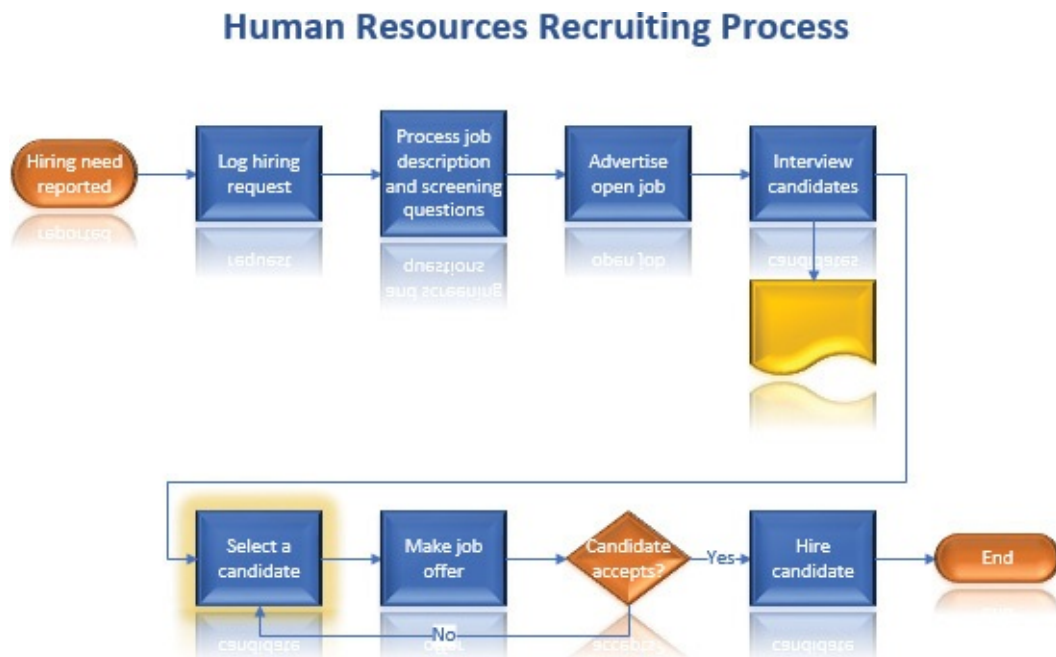 Human Resources Recruiting Process
Hiring need
reported
Log hiring
request
Process job
description
and screening
questions
Advertise
open job
Interview
candidates
Select a
candidate
Make job
offer
Candidate
accepts?
Yes
Hire
candidate
End
No